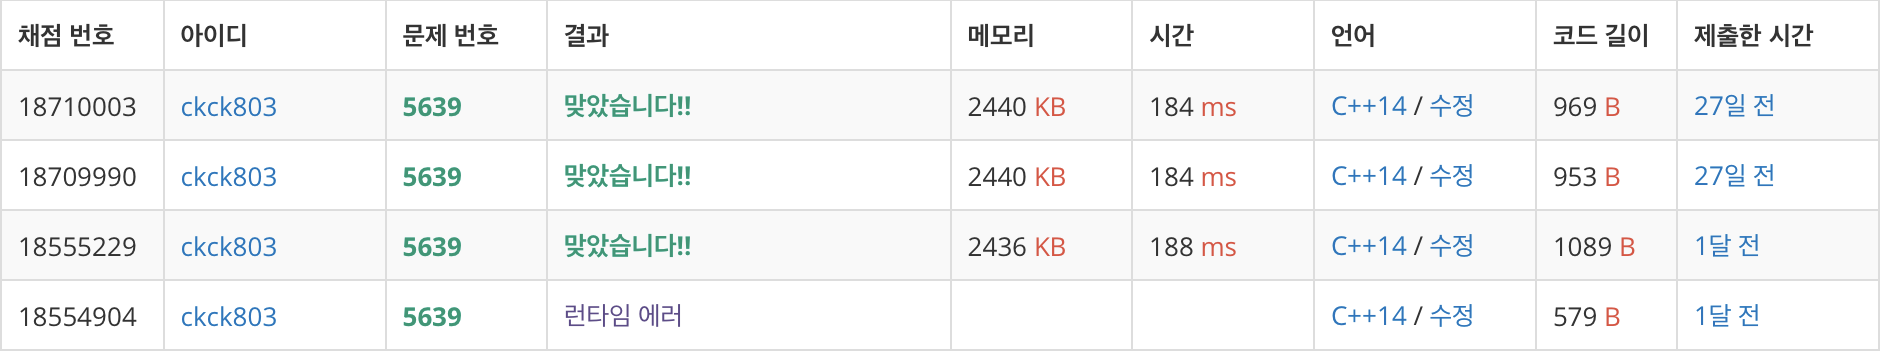 채점 번호 아이디 문제 번호 결과 메모리 시간 언어 코드 길이 제출한 시간
18710003 ckck803 5639 맞았습니다!! 2440 KB 184 ms C++14 / 수정 969 B 27일 전
18709990 ckck803 5639 맞았습니다!! 2440 KB 184 ms C++14 / 수정 953 B 27일 전
18555229 ckck803 5639 맞았습니다!! 2436 KB 188 ms C++14 / 수정 1089 B 1달 전
18554904 ckck803 5639 런타임 에러 C++14 / 수정 579 B 1달 전